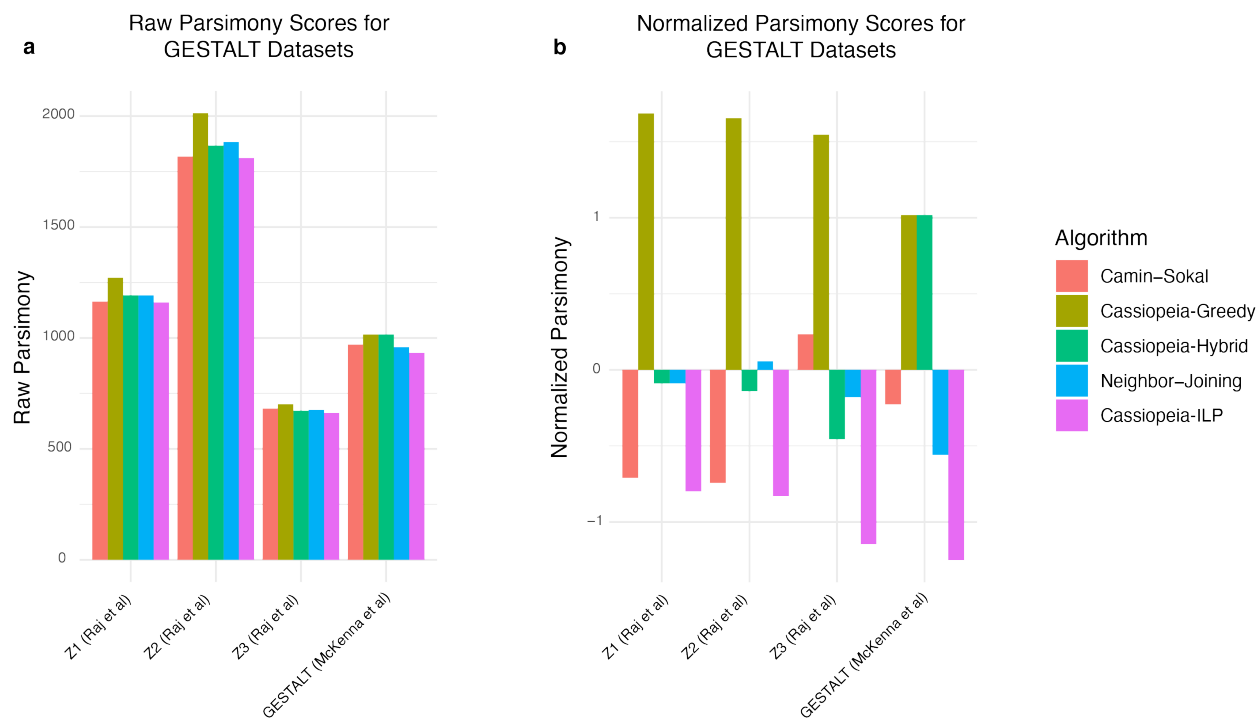 a
Raw Parsimony Scores for
GESTALT Datasets
Raw Parsimony
2000
1500
1000
500
0
Z1 (Raj et al)
Z2 (Raj et al)
Z3 (Raj et al)
GESTALT (McKenna et al)
b
Normalized Parsimony Scores for
GESTALT Datasets
Normalized Parsimony
1
0
−1
Z1 (Raj et al)
Z2 (Raj et al)
Z3 (Raj et al)
GESTALT (McKenna et al)
Algorithm
Camin−Sokal
Cassiopeia-Greedy
Cassiopeia-Hybrid
Neighbor−Joining
Cassiopeia-ILP